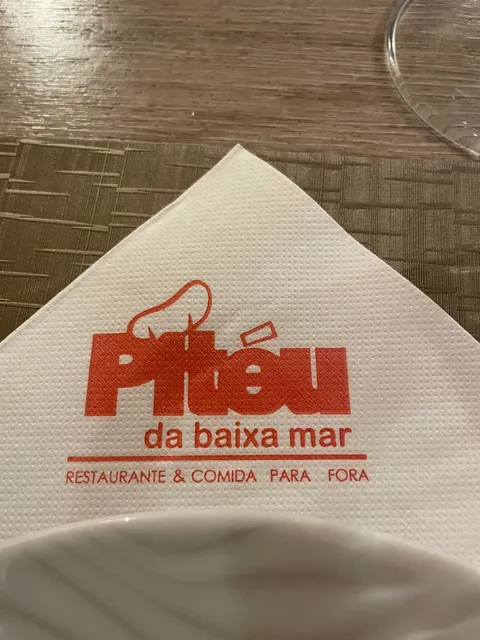 Pitéu
da baixa mar
RESTAURANTE & COMIDA PARA FORA